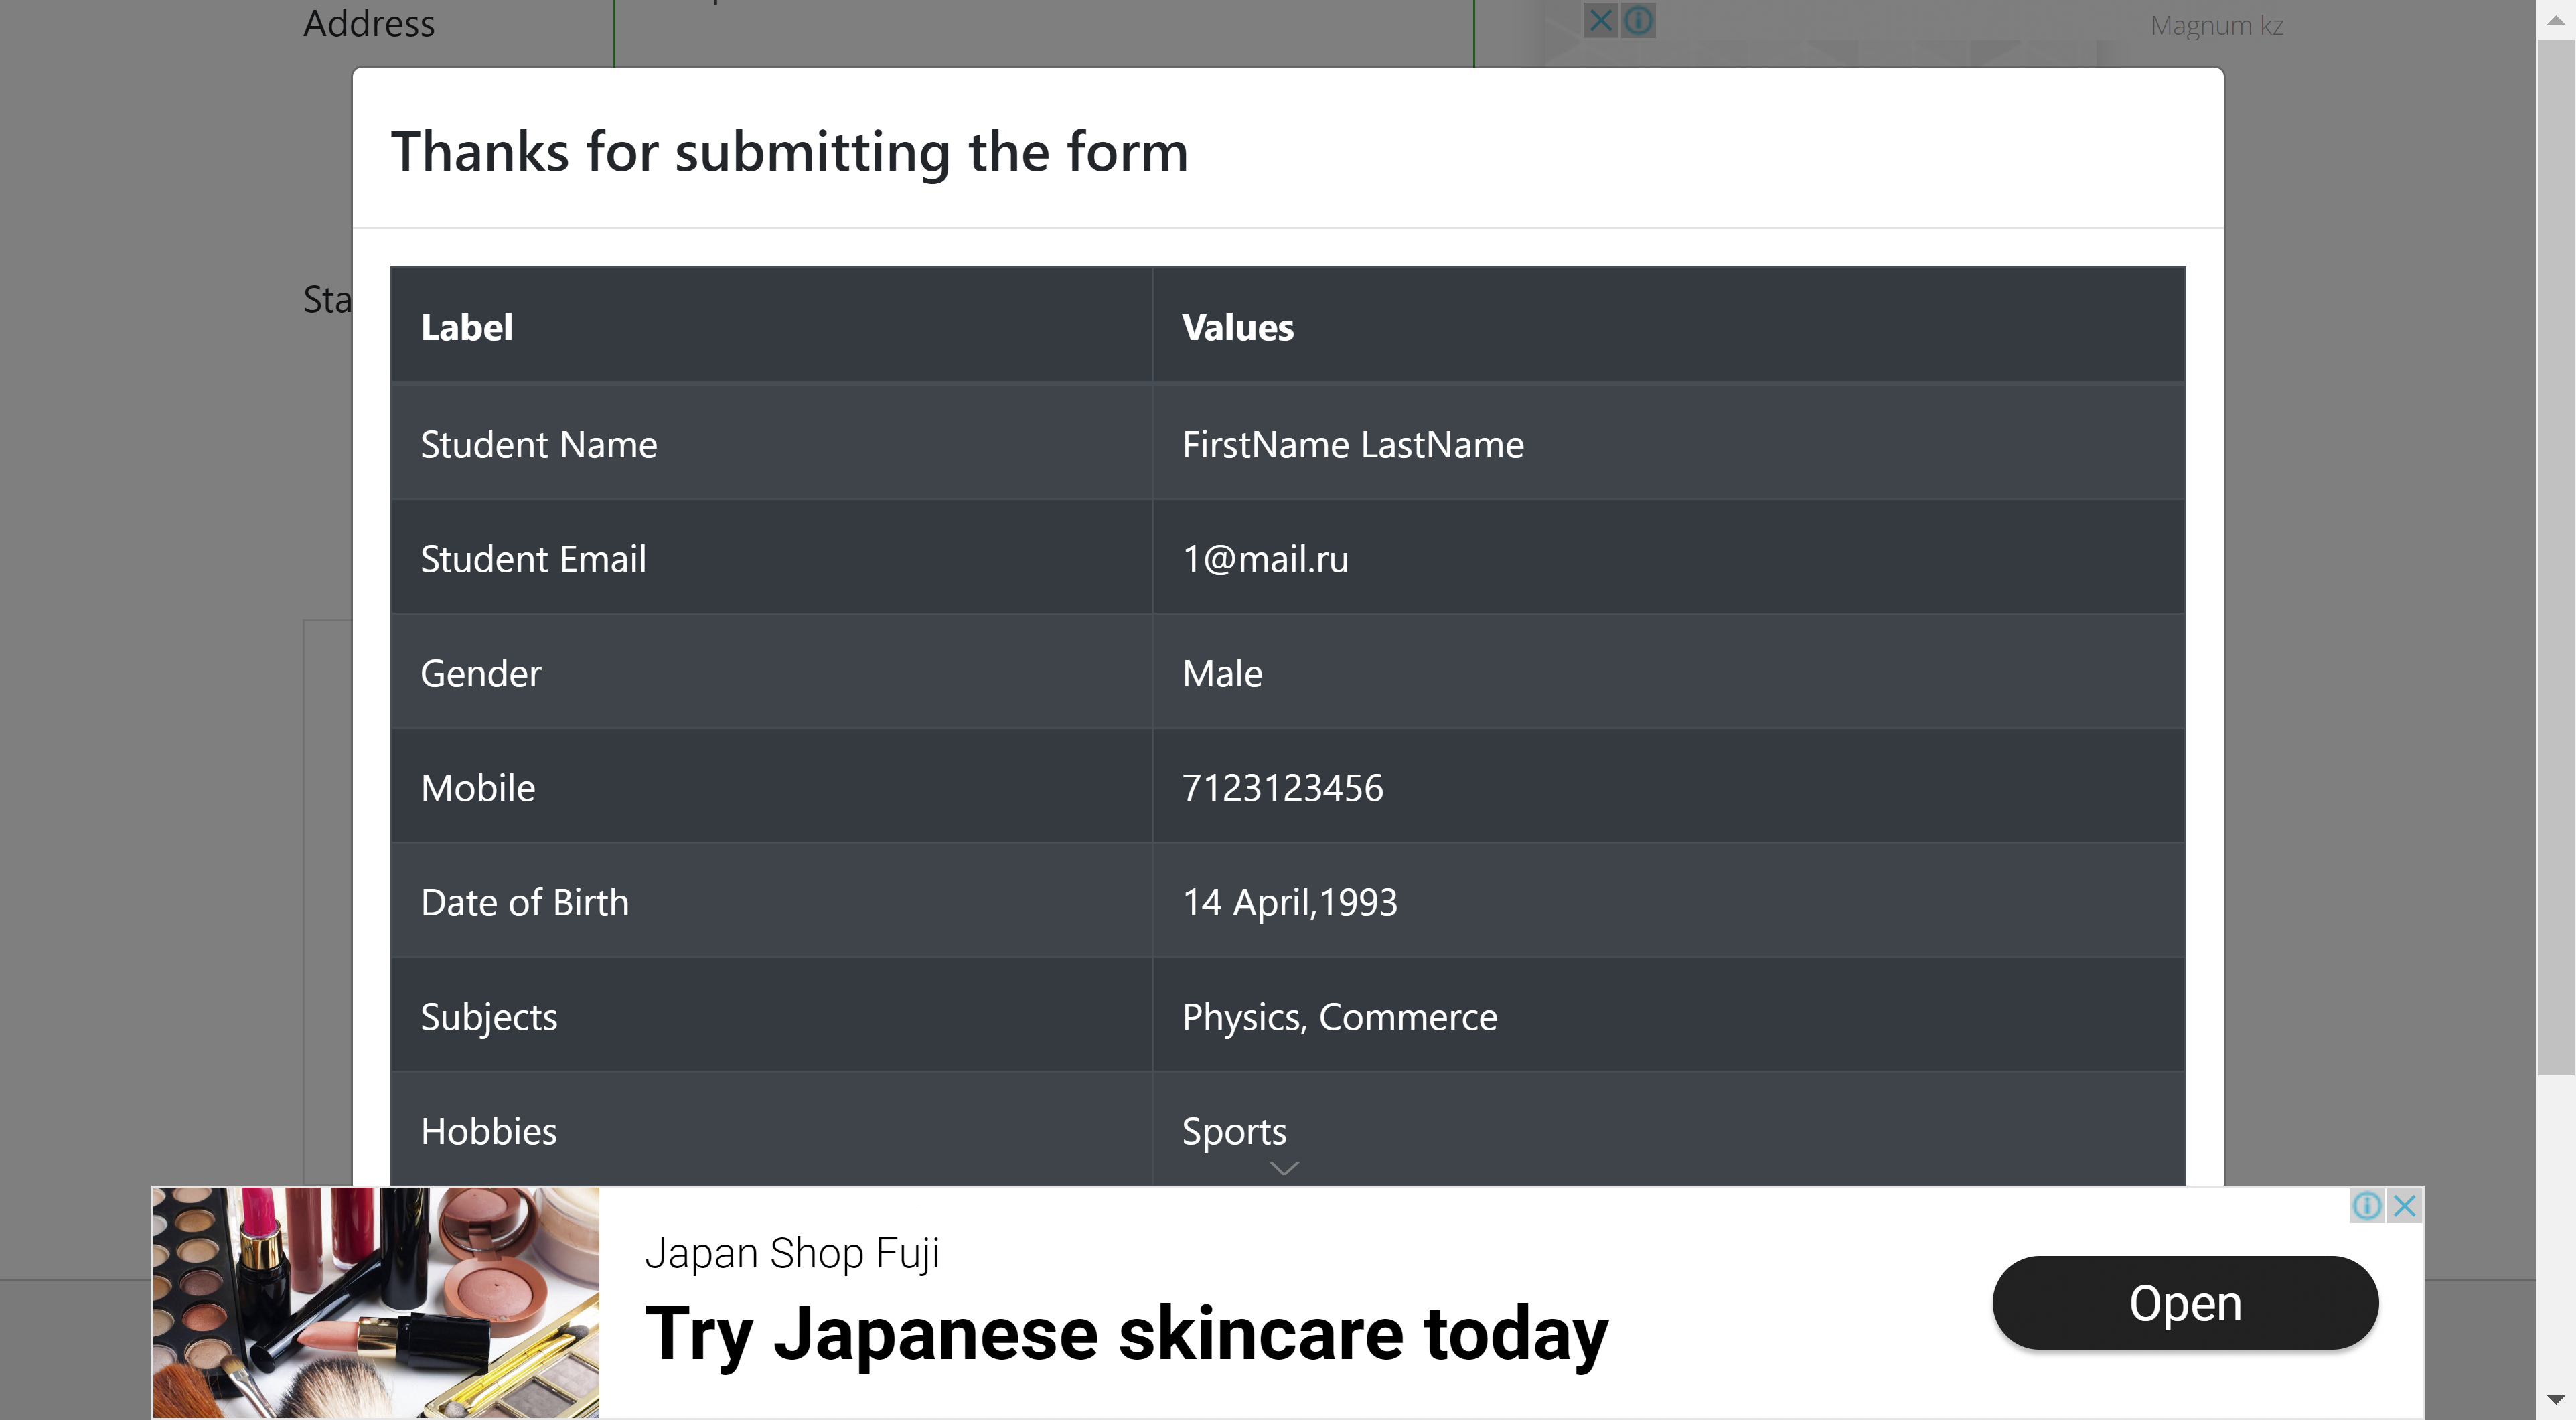 Address
Magnum kz
Thanks for submitting the form
Sta
Label Values
Student Name FirstName LastName
Student Email 1@mail.ru
Gender Male
Mobile 7123123456
Date of Birth 14 April,1993
Subjects Physics, Commerce
Hobbies Sports
Japan Shop Fuji
Try Japanese skincare today
Open